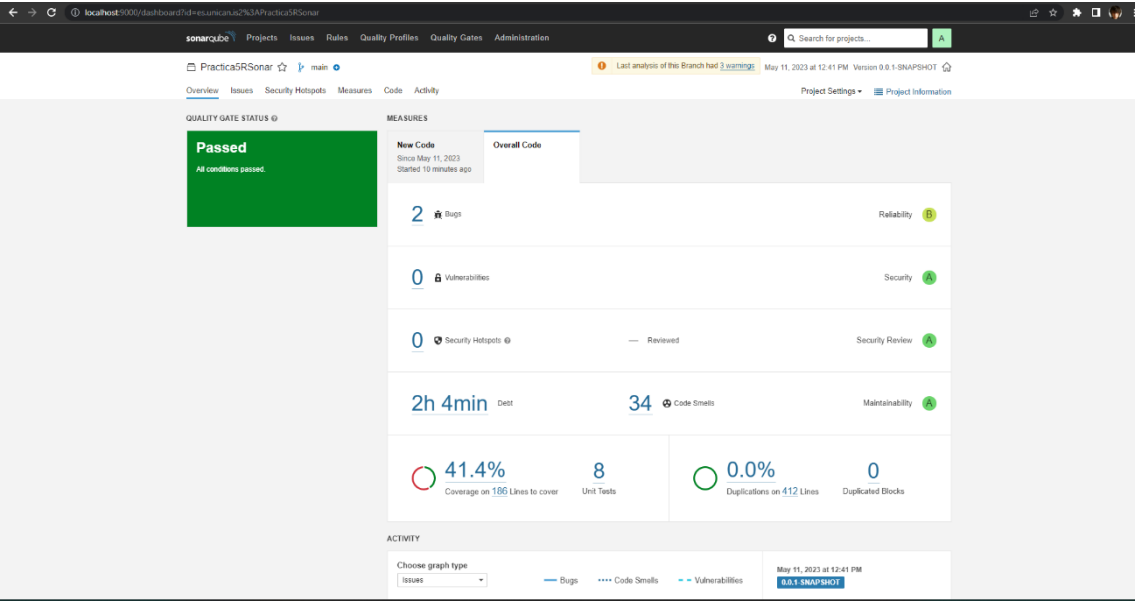 localhost:9000/dashboard?id=es.unican.is2%3APractica5RSonar
sonarqube Projects Issues Rules Quality Profiles Quality Gates Administration Search for projects... A
Practica5RSonar main Last analysis of this Branch had 3 warnings May 11, 2023 at 12:41 PM Version 0.0.1-SNAPSHOT
Overview Issues Security Hotspots Measures Code Activity Project Settings Project Information
QUALITY GATE STATUS
Passed
All conditions passed.
MEASURES
New Code
Since May 11, 2023
Started 10 minutes ago
Overall Code
2 Bugs Reliability B
0 Vulnerabilities Security A
0 Security Hotspots — Reviewed Security Review A
2h 4min Debt 34 Code Smells Maintainability A
41.4%
Coverage on 186 Lines to cover
8
Unit Tests
0.0%
Duplications on 412 Lines
0
Duplicated Blocks
ACTIVITY
Choose graph type
Issues
Bugs Code Smells Vulnerabilities
May 11, 2023 at 12:41 PM
0.0.1-SNAPSHOT